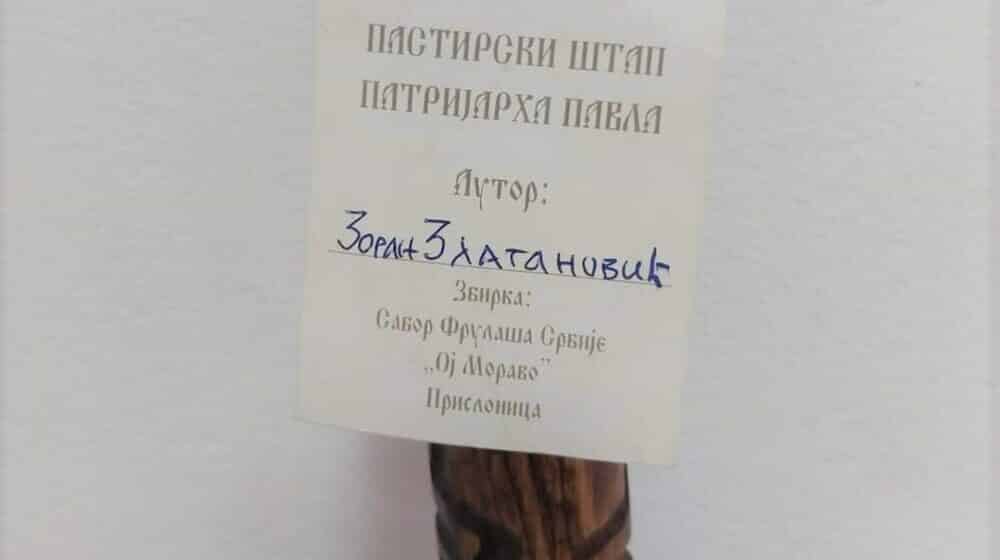 ПАСТИРСКИ ШТАП
ПАТРИЈАРХА ПАВЛА
Аутор:
Зоран Златановић
Збирка:
Сабор Фрулаша Србије
„Ој Мораво”
Прислоница